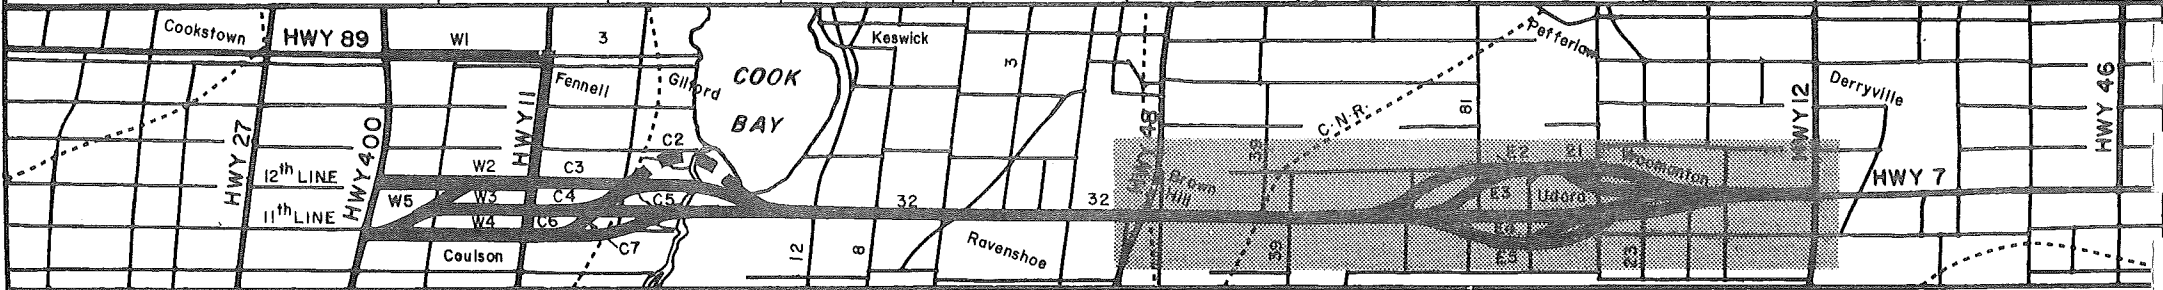 Cookstown
HWY 89
W1
3
Keswick
Pefferlaw
COOK
BAY
Fennell
Gilford
3
C.N.R.
81
HWY 12
Derryville
HWY 46
HWY 27
HWY 400
HWY 11
C2
HWY 48
39
E2
21
12th LINE
W2
C3
W5
W3
C4
C5
32
32
Brown
Hill
E3
Udora
HWY 7
11th LINE
W4
C6
C7
Coulson
12
8
Ravenshoe
39
E4
E5
23